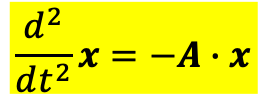 d²/dt² x = −A · x